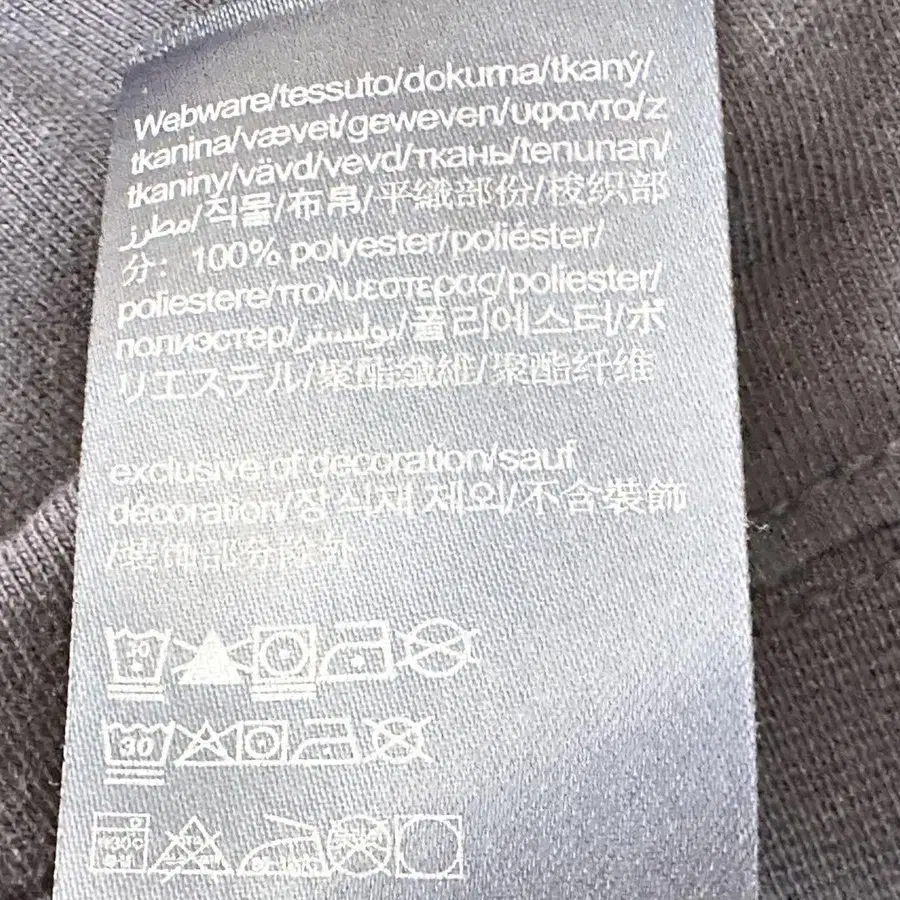 Webware/tessuto/dokuma/tkaný/
tkanina/vævet/geweven/υφαντο/z
tkaniny/vävd/vevd/ткань/tenunan/
مطرز/직물/布帛/平織部份/梭织部
分：100% polyester/poliéster/
poliestere/πολυεστερας/poliester/
полиэстер/بوليستر/폴리에스터/ポ
リエステル/聚酯纖維/聚酯纤维
exclusive of decoration/sauf
décoration/장식재 제외/不含裝飾
/装饰部分除外
30
30